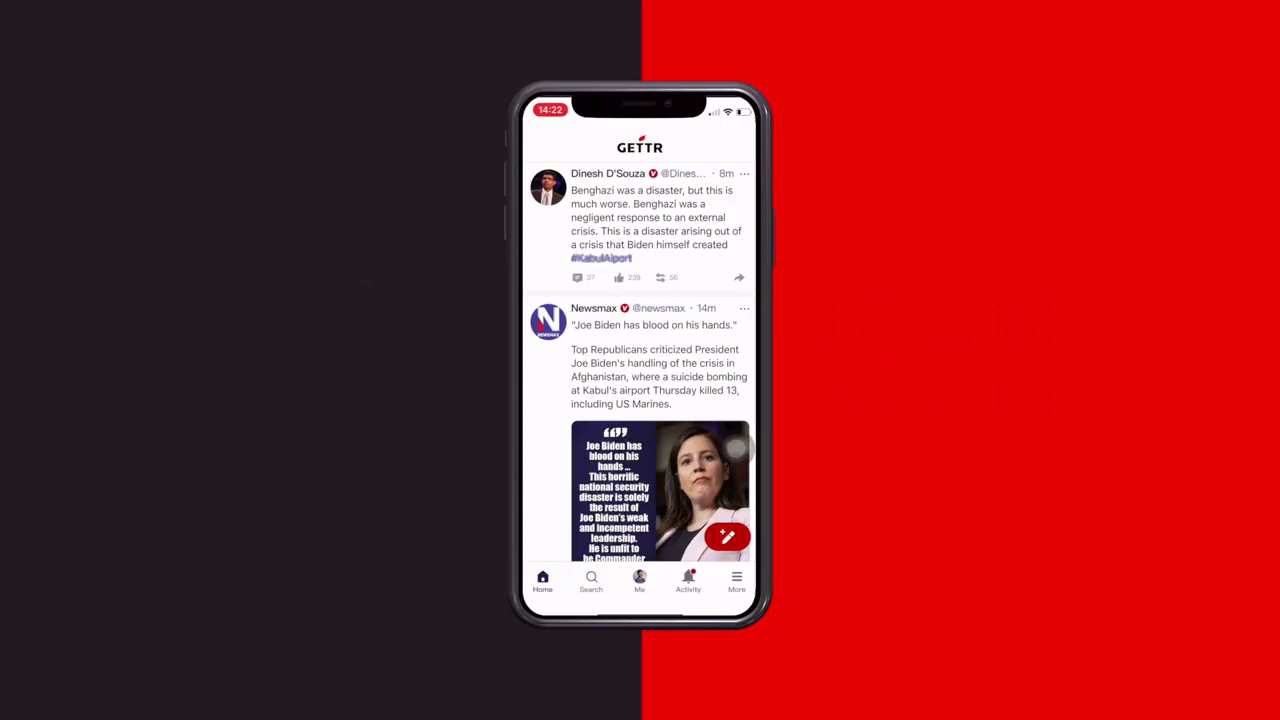 14:22
GETTR
Dinesh D'Souza @Dines... · 8m
Benghazi was a disaster, but this is
much worse. Benghazi was a
negligent response to an external
crisis. This is a disaster arising out of
a crisis that Biden himself created
#KabulAiport
37 239 56
Newsmax @newsmax · 14m
"Joe Biden has blood on his hands."
Top Republicans criticized President
Joe Biden's handling of the crisis in
Afghanistan, where a suicide bombing
at Kabul's airport Thursday killed 13,
including US Marines.
Joe Biden has
blood on his
hands ...
This horrific
national security
disaster is solely
the result of
Joe Biden's weak
and incompetent
leadership.
He is unfit to
be Commander
N
NEWSMAX
Home Search Me Activity More